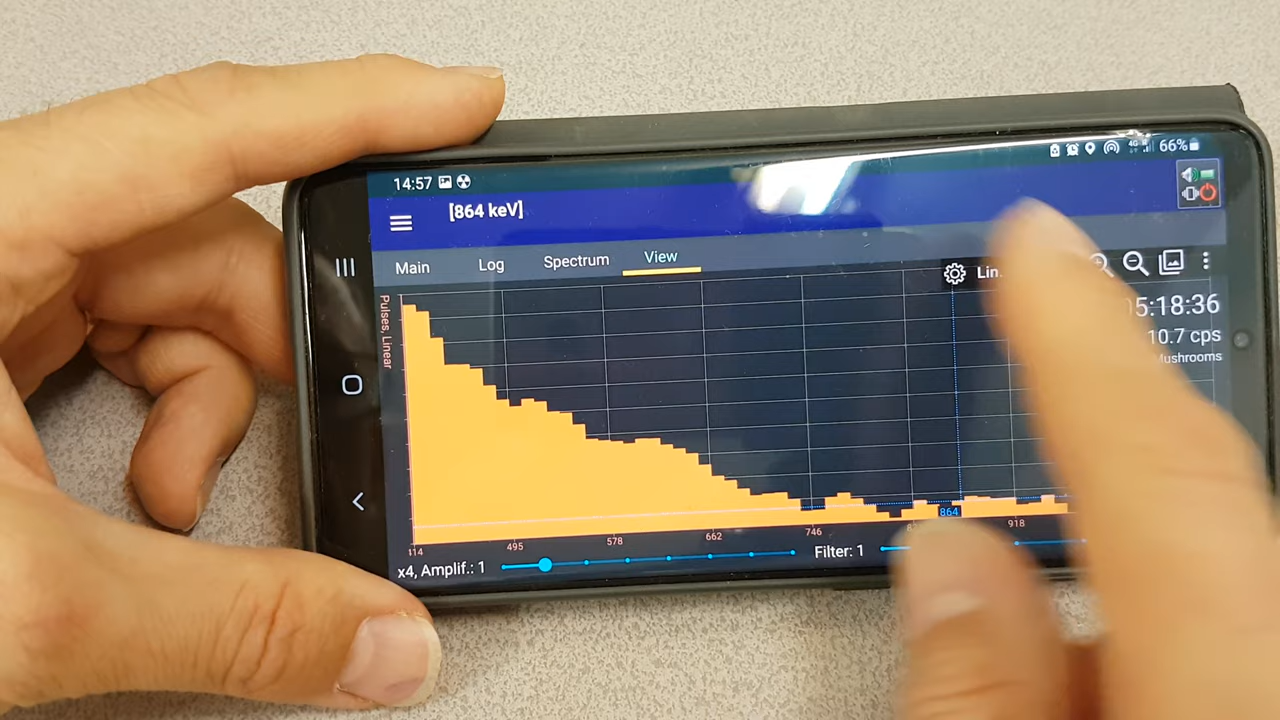 14:57
4G
66%
[864 keV]
Main Log Spectrum View
Lin
05:18:36
10.7 cps
Mushrooms
Pulses, Linear
864
495 578 662 746 918
x4, Amplif.: 1
Filter: 1